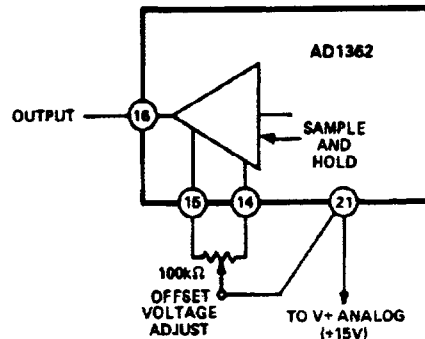 AD1362
OUTPUT
16
SAMPLE
AND
HOLD
15
14
21
100kΩ
OFFSET
VOLTAGE
ADJUST
TO V+ ANALOG
(+15V)